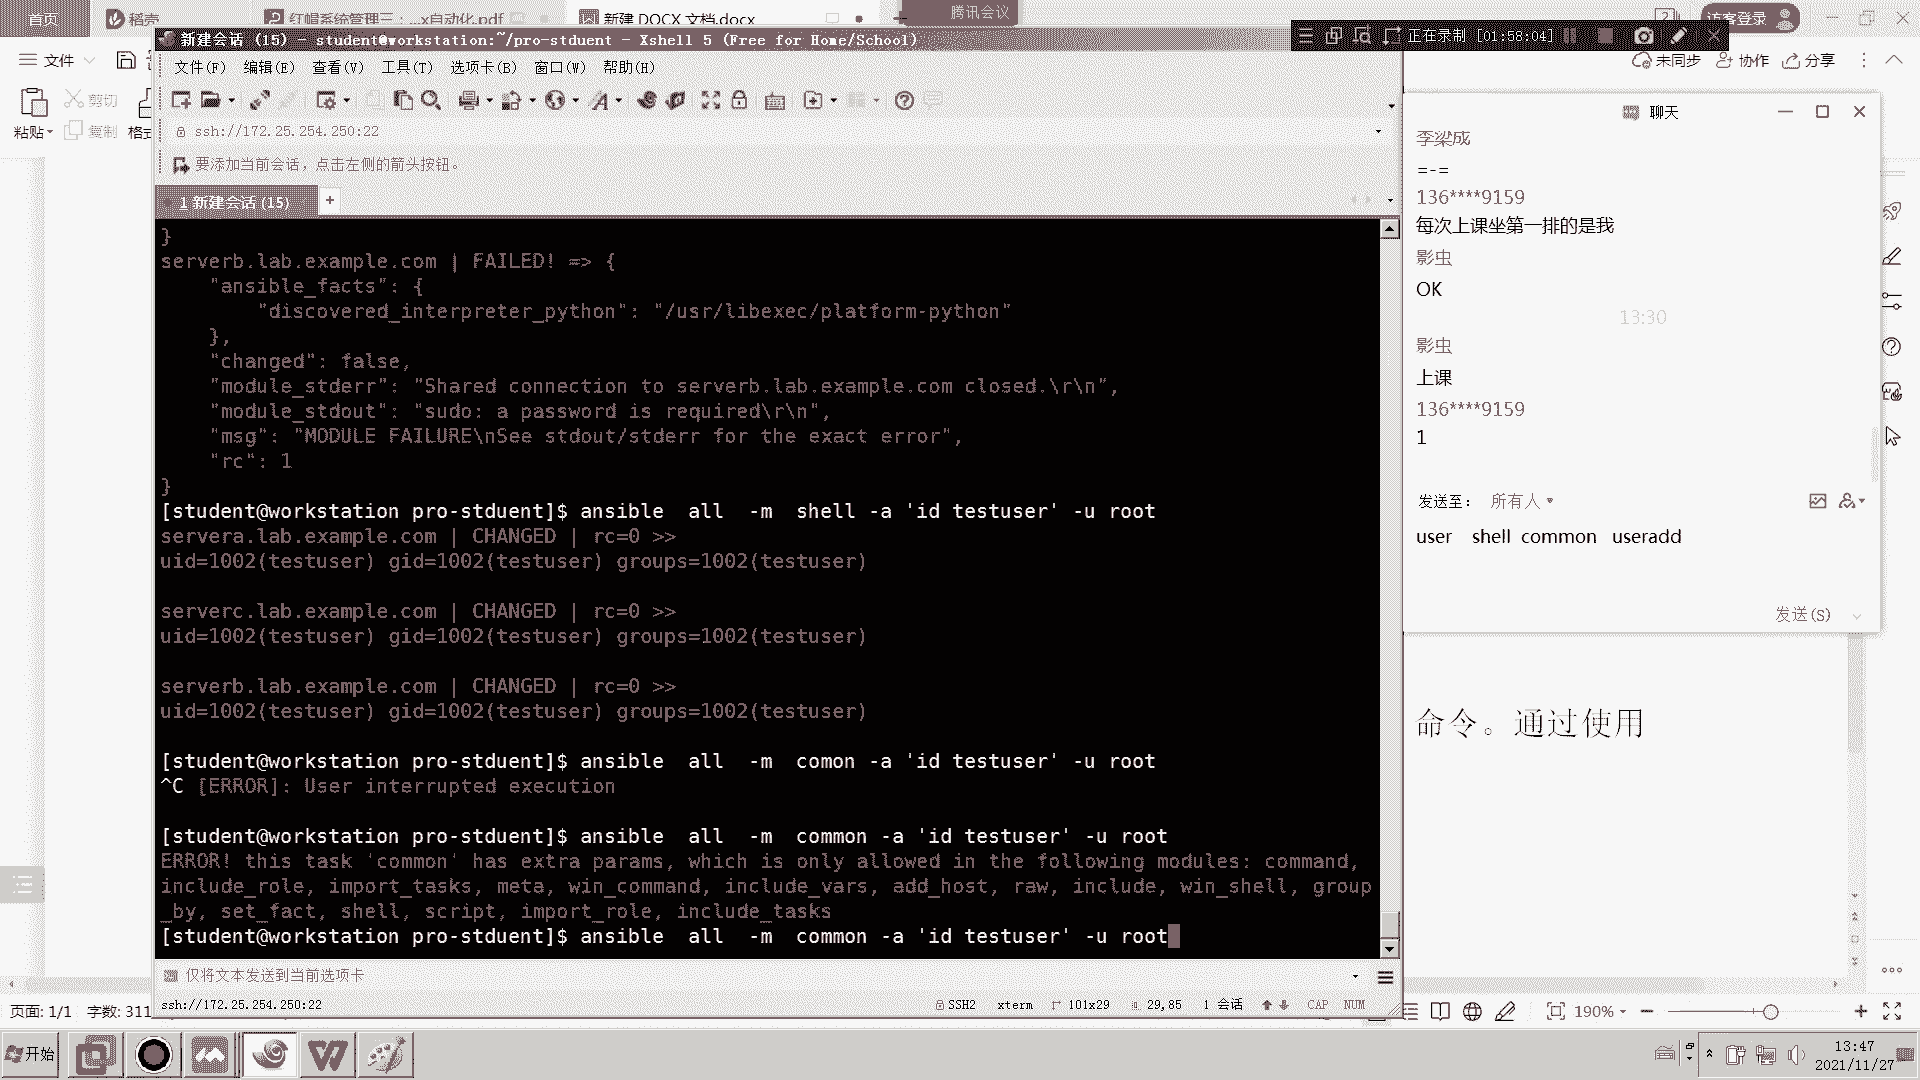 首页
稻壳
红帽系统管理三：...x自动化.pdf
新建 DOCX 文档.docx
腾讯会议
访客登录
文件
未同步
协作
分享
粘贴
剪切
复制
格式
正在录制 [01:58:04]
新建会话 (15) - student@workstation:~/pro-stduent - Xshell 5 (Free for Home/School)
文件(F) 编辑(E) 查看(V) 工具(T) 选项卡(B) 窗口(W) 帮助(H)
ssh://172.25.254.250:22
要添加当前会话，点击左侧的箭头按钮。
1 新建会话 (15)
+
}
serverb.lab.example.com | FAILED! => {
    "ansible_facts": {
        "discovered_interpreter_python": "/usr/libexec/platform-python"
    },
    "changed": false,
    "module_stderr": "Shared connection to serverb.lab.example.com closed.\r\n",
    "module_stdout": "sudo: a password is required\r\n",
    "msg": "MODULE FAILURE\nSee stdout/stderr for the exact error",
    "rc": 1
}
[student@workstation pro-stduent]$ ansible  all  -m  shell -a 'id testuser' -u root
servera.lab.example.com | CHANGED | rc=0 >>
uid=1002(testuser) gid=1002(testuser) groups=1002(testuser)
serverc.lab.example.com | CHANGED | rc=0 >>
uid=1002(testuser) gid=1002(testuser) groups=1002(testuser)
serverb.lab.example.com | CHANGED | rc=0 >>
uid=1002(testuser) gid=1002(testuser) groups=1002(testuser)
[student@workstation pro-stduent]$ ansible  all  -m  comon -a 'id testuser' -u root
^C [ERROR]: User interrupted execution
[student@workstation pro-stduent]$ ansible  all  -m  common -a 'id testuser' -u root
ERROR! this task 'common' has extra params, which is only allowed in the following modules: command,
include_role, import_tasks, meta, win_command, include_vars, add_host, raw, include, win_shell, group
_by, set_fact, shell, script, import_role, include_tasks
[student@workstation pro-stduent]$ ansible  all  -m  common -a 'id testuser' -u root
仅将文本发送到当前选项卡
ssh://172.25.254.250:22
SSH2 xterm 101x29 29,85 1 会话 CAP NUM
聊天
李梁成
=-=
136****9159
每次上课坐第一排的是我
影虫
OK
13:30
影虫
上课
136****9159
1
发送至： 所有人
user shell common useradd
发送(S)
命令。通过使用
页面: 1/1 字数: 311
190%
开始
13:47
2021/11/27